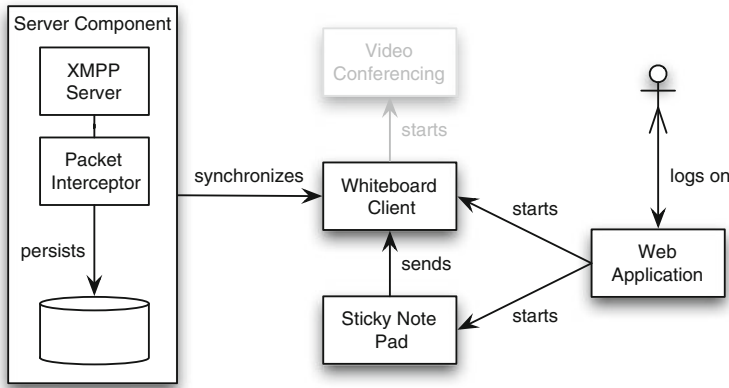 Server Component
XMPP
Server
Packet
Interceptor
persists
synchronizes
Video
Conferencing
starts
Whiteboard
Client
sends
Sticky Note
Pad
starts
starts
logs on
Web
Application